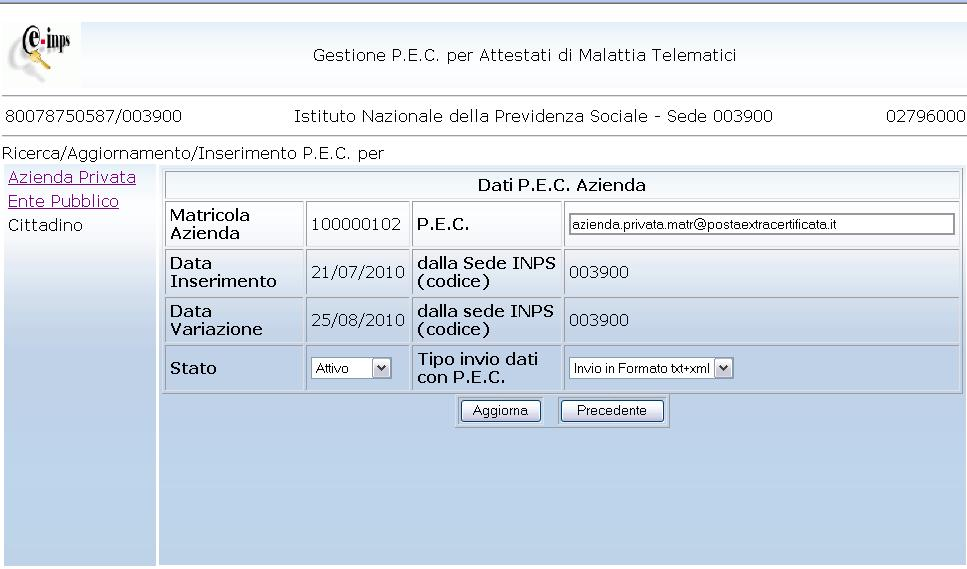 e-inps
Gestione P.E.C. per Attestati di Malattia Telematici
80078750587/003900 Istituto Nazionale della Previdenza Sociale - Sede 003900 02796000
Ricerca/Aggiornamento/Inserimento P.E.C. per
Azienda Privata
Ente Pubblico
Cittadino
Dati P.E.C. Azienda
Matricola
Azienda
100000102
P.E.C.
azienda.privata.matr@postaextracertificata.it
Data
Inserimento
21/07/2010
dalla Sede INPS
(codice)
003900
Data
Variazione
25/08/2010
dalla sede INPS
(codice)
003900
Stato
Attivo
Tipo invio dati
con P.E.C.
Invio in Formato txt+xml
Aggiorna
Precedente